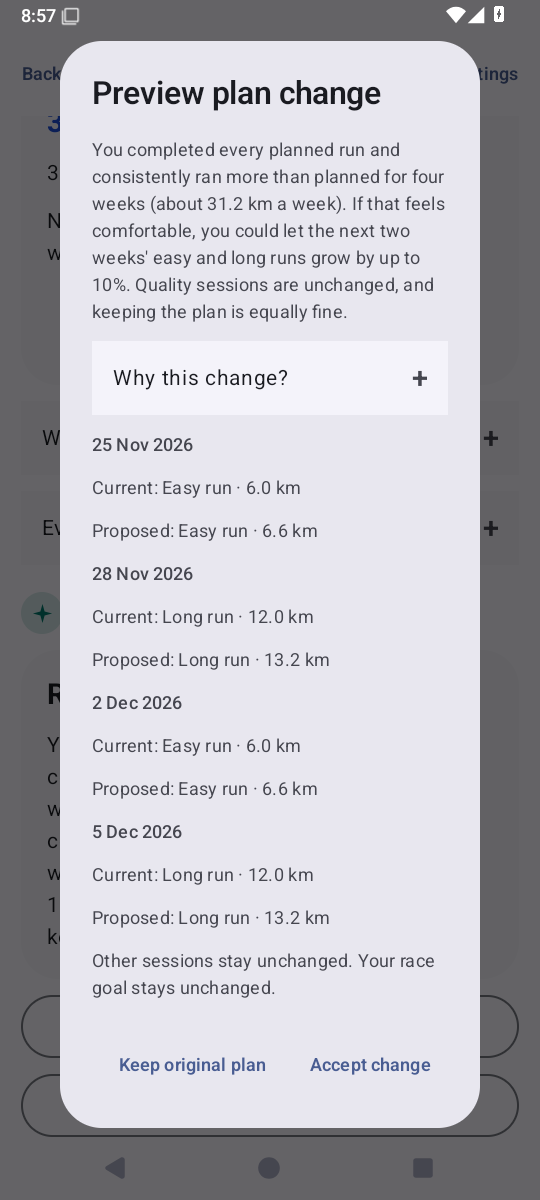 8:57
Back
tings
Preview plan change
You completed every planned run and
consistently ran more than planned for four
weeks (about 31.2 km a week). If that feels
comfortable, you could let the next two
weeks' easy and long runs grow by up to
10%. Quality sessions are unchanged, and
keeping the plan is equally fine.
Why this change? +
25 Nov 2026
Current: Easy run · 6.0 km
Proposed: Easy run · 6.6 km
28 Nov 2026
Current: Long run · 12.0 km
Proposed: Long run · 13.2 km
2 Dec 2026
Current: Easy run · 6.0 km
Proposed: Easy run · 6.6 km
5 Dec 2026
Current: Long run · 12.0 km
Proposed: Long run · 13.2 km
Other sessions stay unchanged. Your race
goal stays unchanged.
Keep original plan
Accept change